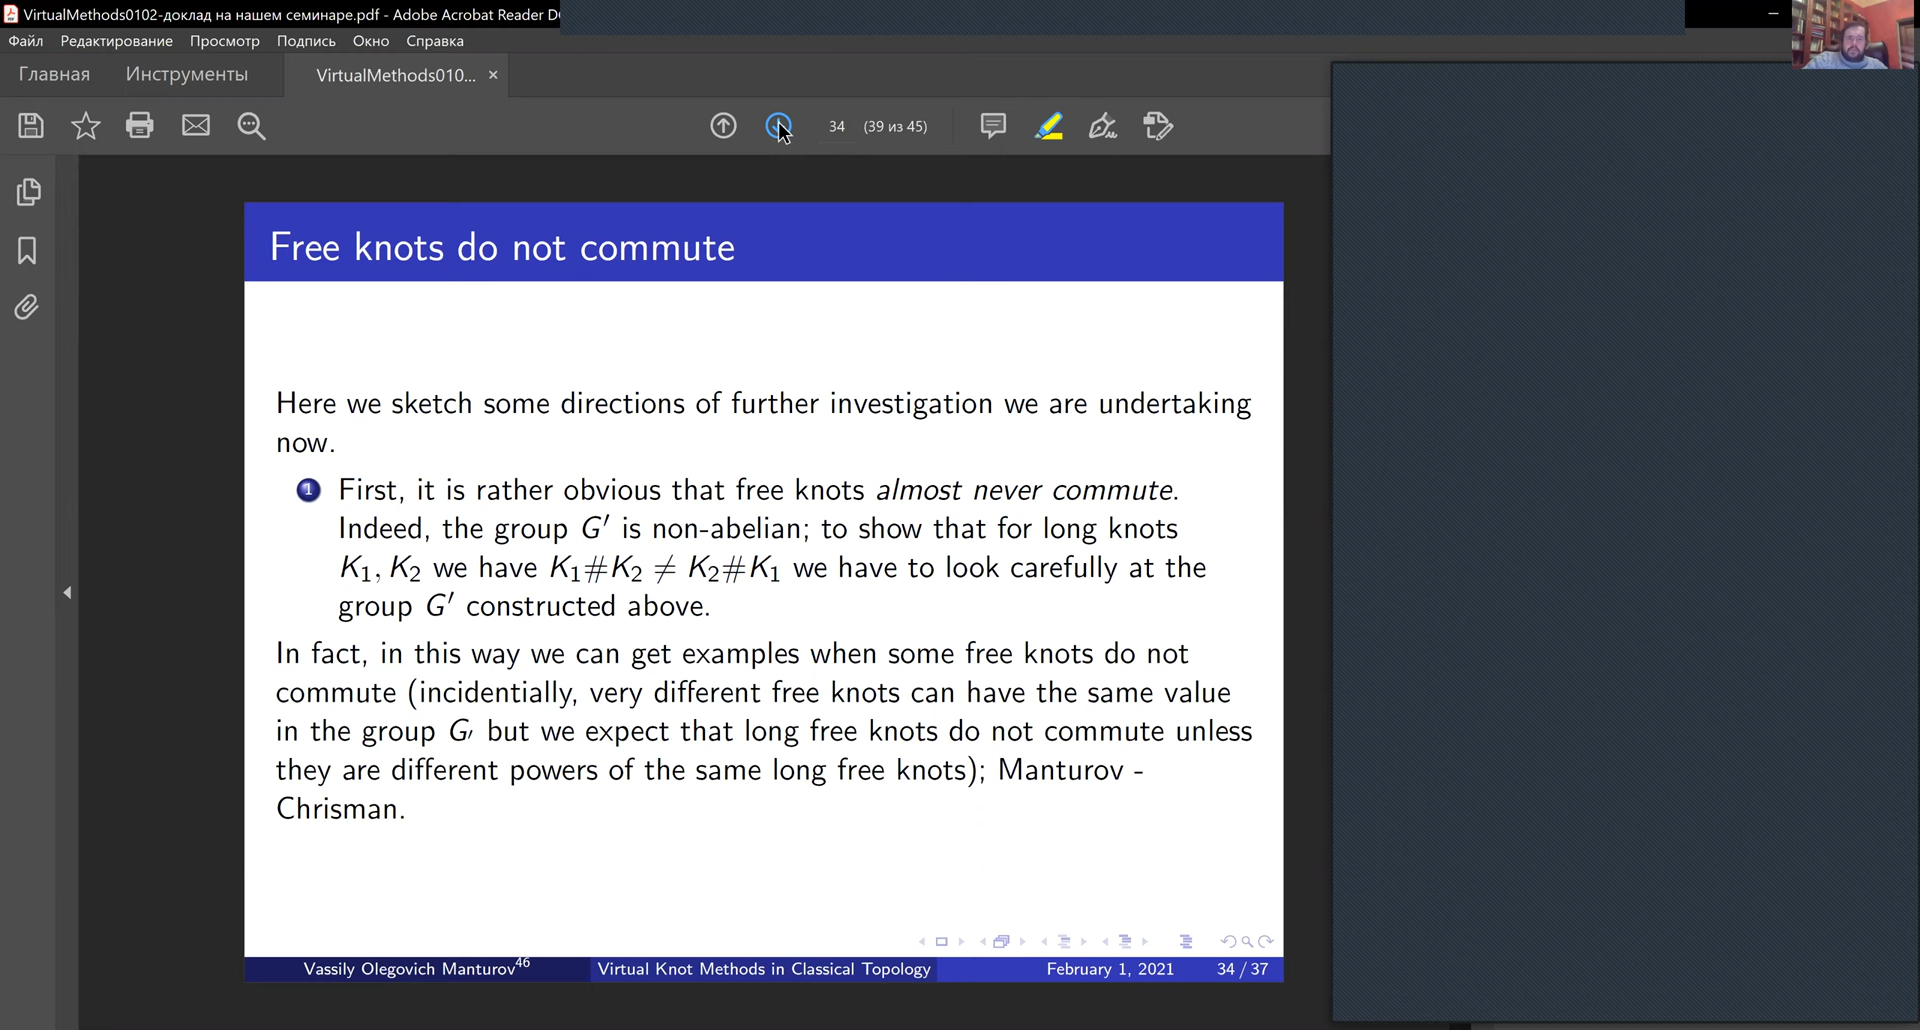 VirtualMethods0102-доклад на нашем семинаре.pdf - Adobe Acrobat Reader D
Файл Редактирование Просмотр Подпись Окно Справка
Главная Инструменты VirtualMethods010... ×
34 (39 из 45)
Free knots do not commute
Here we sketch some directions of further investigation we are undertaking
now.
1 First, it is rather obvious that free knots almost never commute.
Indeed, the group G′ is non-abelian; to show that for long knots
K₁, K₂ we have K₁#K₂ ≠ K₂#K₁ we have to look carefully at the
group G′ constructed above.
In fact, in this way we can get examples when some free knots do not
commute (incidentially, very different free knots can have the same value
in the group G′ but we expect that long free knots do not commute unless
they are different powers of the same long free knots); Manturov -
Chrisman.
Vassily Olegovich Manturov⁴⁶ Virtual Knot Methods in Classical Topology February 1, 2021 34 / 37